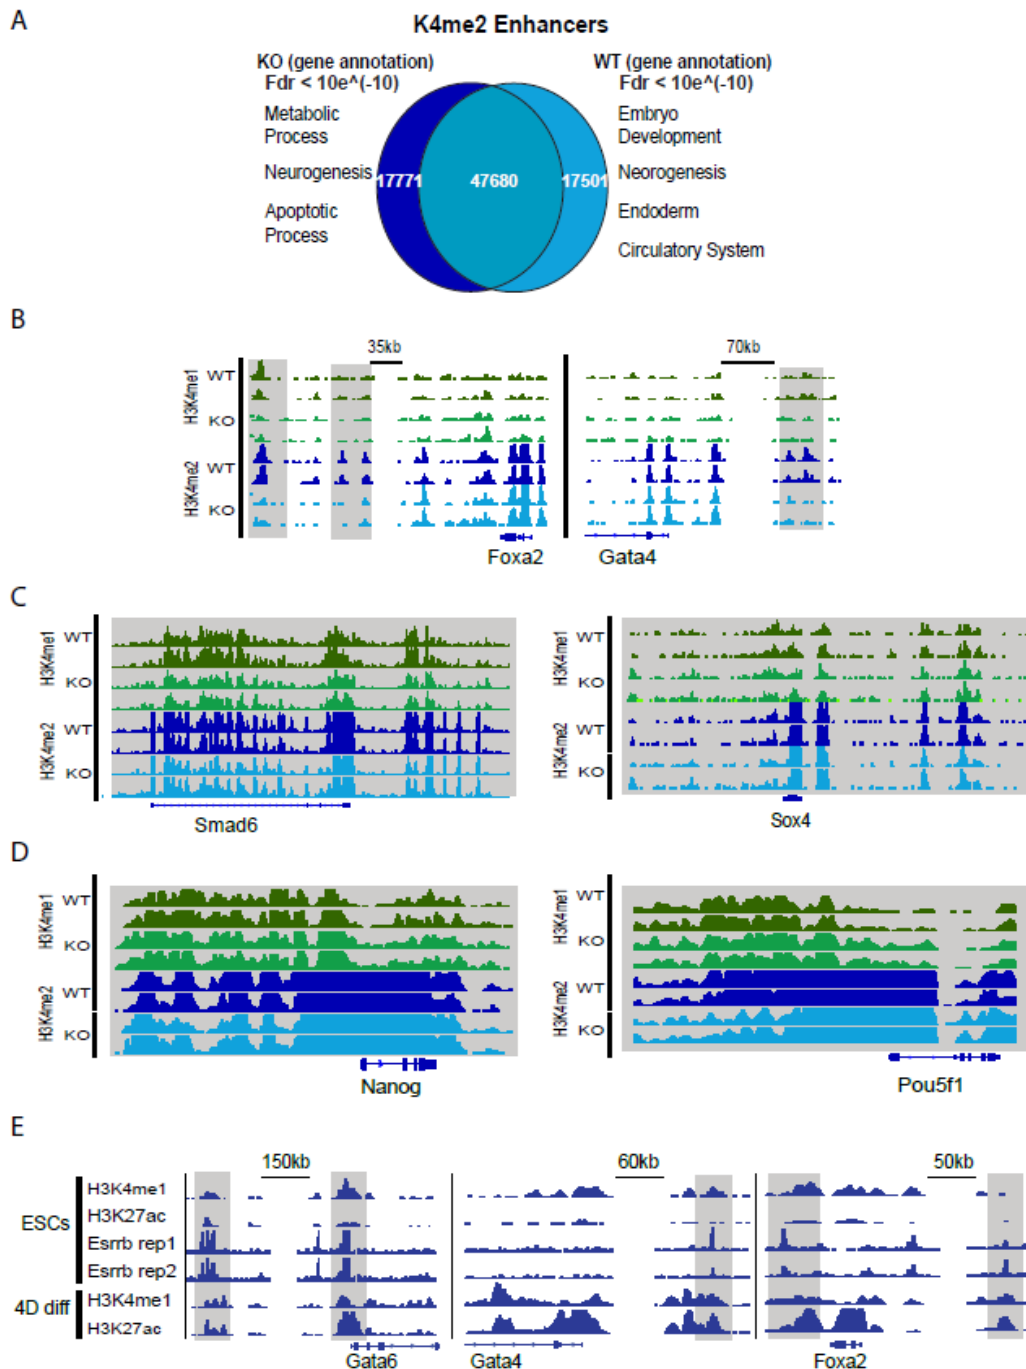 A
K4me2 Enhancers
KO (gene annotation)
Fdr < 10e^(-10)
WT (gene annotation)
Fdr < 10e^(-10)
Metabolic
Process
Neurogenesis
Apoptotic
Process
17771
47680
17501
Embryo
Development
Neorogenesis
Endoderm
Circulatory System
B
35kb
70kb
H3K4me1
WT
KO
H3K4me2
WT
KO
Foxa2
Gata4
C
H3K4me1
WT
KO
H3K4me2
WT
KO
Smad6
H3K4me1
WT
KO
H3K4me2
WT
KO
Sox4
D
H3K4me1
WT
KO
H3K4me2
WT
KO
Nanog
H3K4me1
WT
KO
H3K4me2
WT
KO
Pou5f1
E
150kb
60kb
50kb
ESCs
H3K4me1
H3K27ac
Esrrb rep1
Esrrb rep2
4D diff
H3K4me1
H3K27ac
Gata6
Gata4
Foxa2